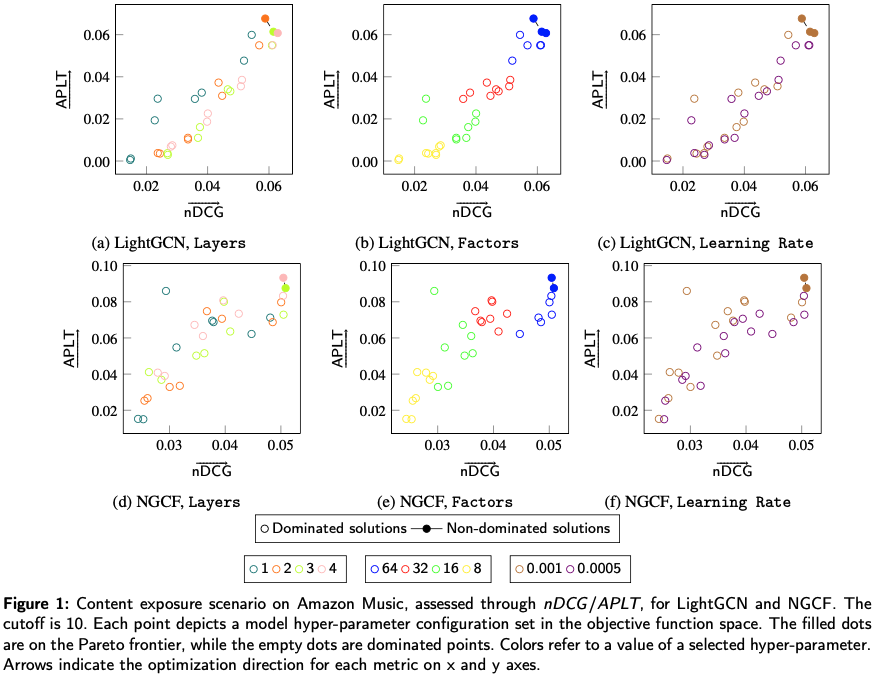 0.06
0.04
0.02
0.00
APLT
0.02 0.04 0.06
nDCG
(a) LightGCN, Layers
0.06
0.04
0.02
0.00
APLT
0.02 0.04 0.06
nDCG
(b) LightGCN, Factors
0.06
0.04
0.02
0.00
APLT
0.02 0.04 0.06
nDCG
(c) LightGCN, Learning Rate
0.10
0.08
0.06
0.04
0.02
APLT
0.03 0.04 0.05
nDCG
(d) NGCF, Layers
0.10
0.08
0.06
0.04
0.02
APLT
0.03 0.04 0.05
nDCG
(e) NGCF, Factors
0.10
0.08
0.06
0.04
0.02
APLT
0.03 0.04 0.05
nDCG
(f) NGCF, Learning Rate
Dominated solutions Non-dominated solutions
1 2 3 4 64 32 16 8 0.001 0.0005
Figure 1: Content exposure scenario on Amazon Music, assessed through nDCG/APLT, for LightGCN and NGCF. The
cutoff is 10. Each point depicts a model hyper-parameter configuration set in the objective function space. The filled dots
are on the Pareto frontier, while the empty dots are dominated points. Colors refer to a value of a selected hyper-parameter.
Arrows indicate the optimization direction for each metric on x and y axes.